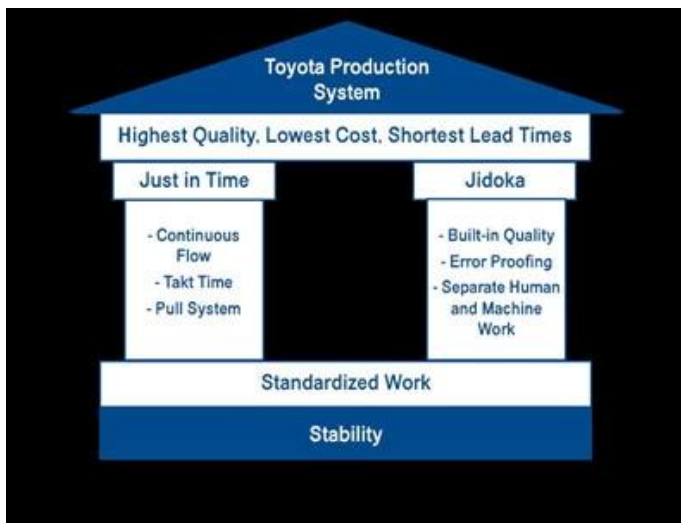 Toyota Production
System
Highest Quality, Lowest Cost, Shortest Lead Times
Just in Time
Jidoka
- Continuous
Flow
- Takt Time
- Pull System
- Built-in Quality
- Error Proofing
- Separate Human
and Machine
Work
Standardized Work
Stability